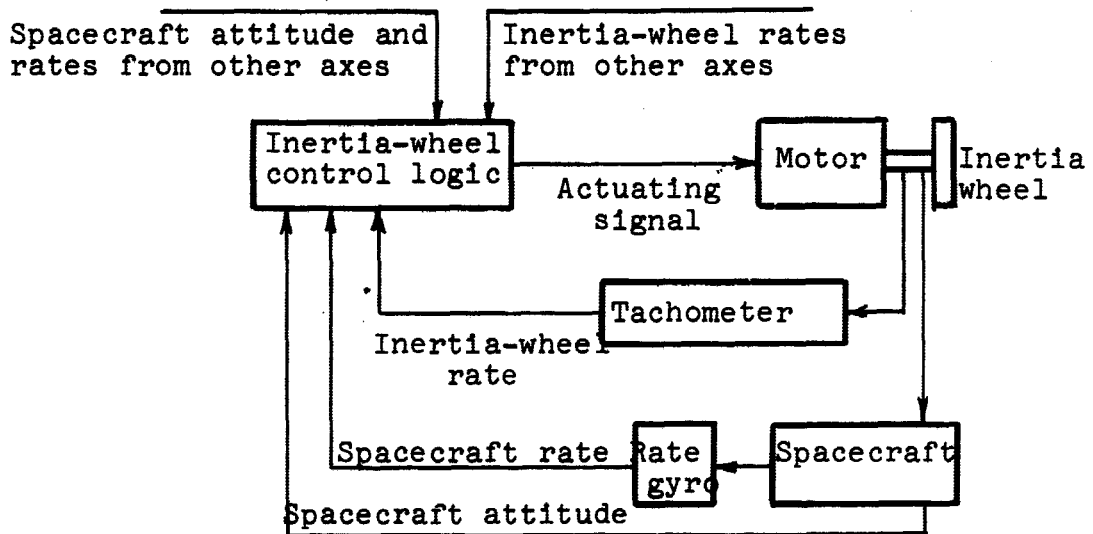 Spacecraft attitude and
rates from other axes
Inertia-wheel rates
from other axes
Inertia-wheel
control logic
Motor
Inertia
wheel
Actuating
signal
Tachometer
Inertia-wheel
rate
Spacecraft rate
Rate
gyro
Spacecraft
Spacecraft attitude